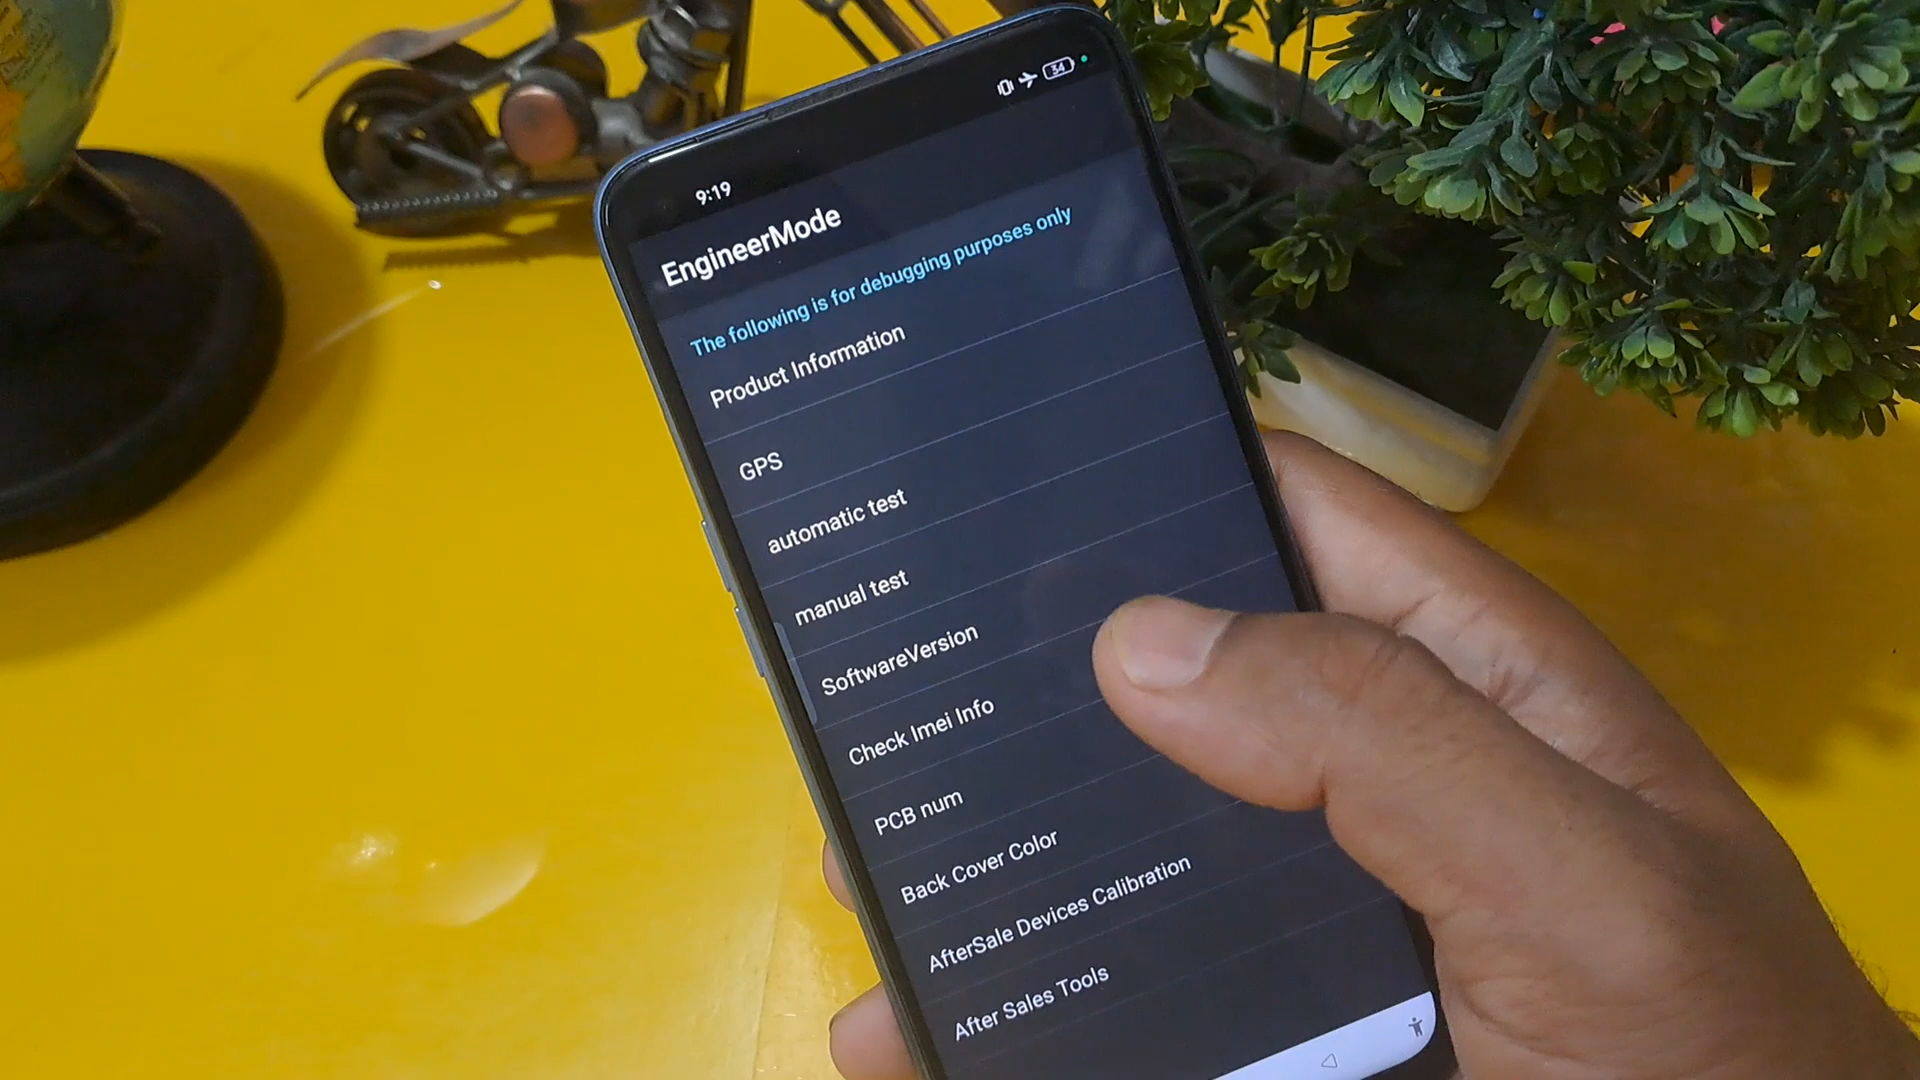 34
9:19
EngineerMode
The following is for debugging purposes only
Product Information
GPS
automatic test
manual test
SoftwareVersion
Check Imei Info
PCB num
Back Cover Color
AfterSale Devices Calibration
After Sales Tools